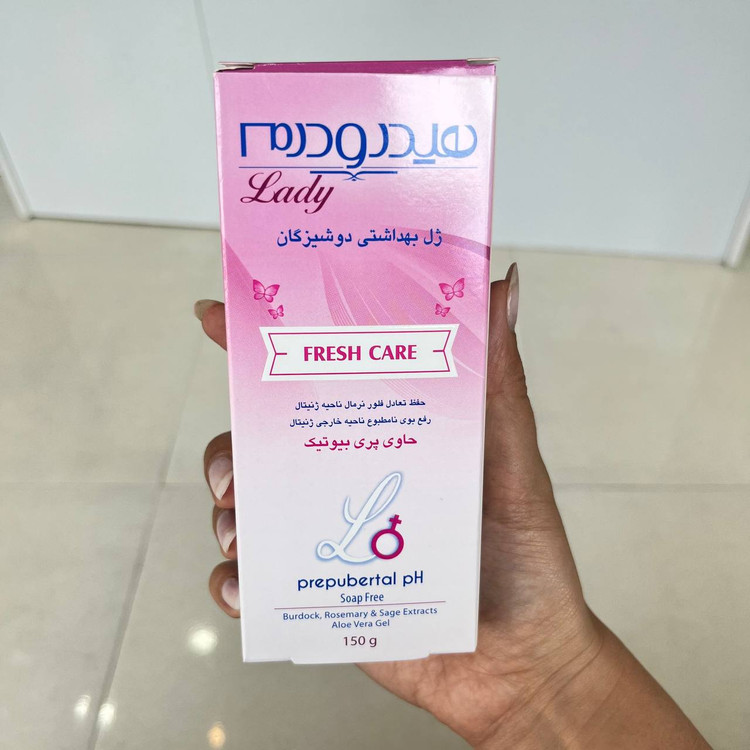 هیدرودرم
Lady
ژل بهداشتی دوشیزگان
FRESH CARE
حفظ تعادل فلور نرمال ناحیه ژنیتال
رفع بوی نامطبوع ناحیه خارجی ژنیتال
حاوی پری بیوتیک
L
prepubertal pH
Soap Free
Burdock, Rosemary & Sage Extracts
Aloe Vera Gel
150 g